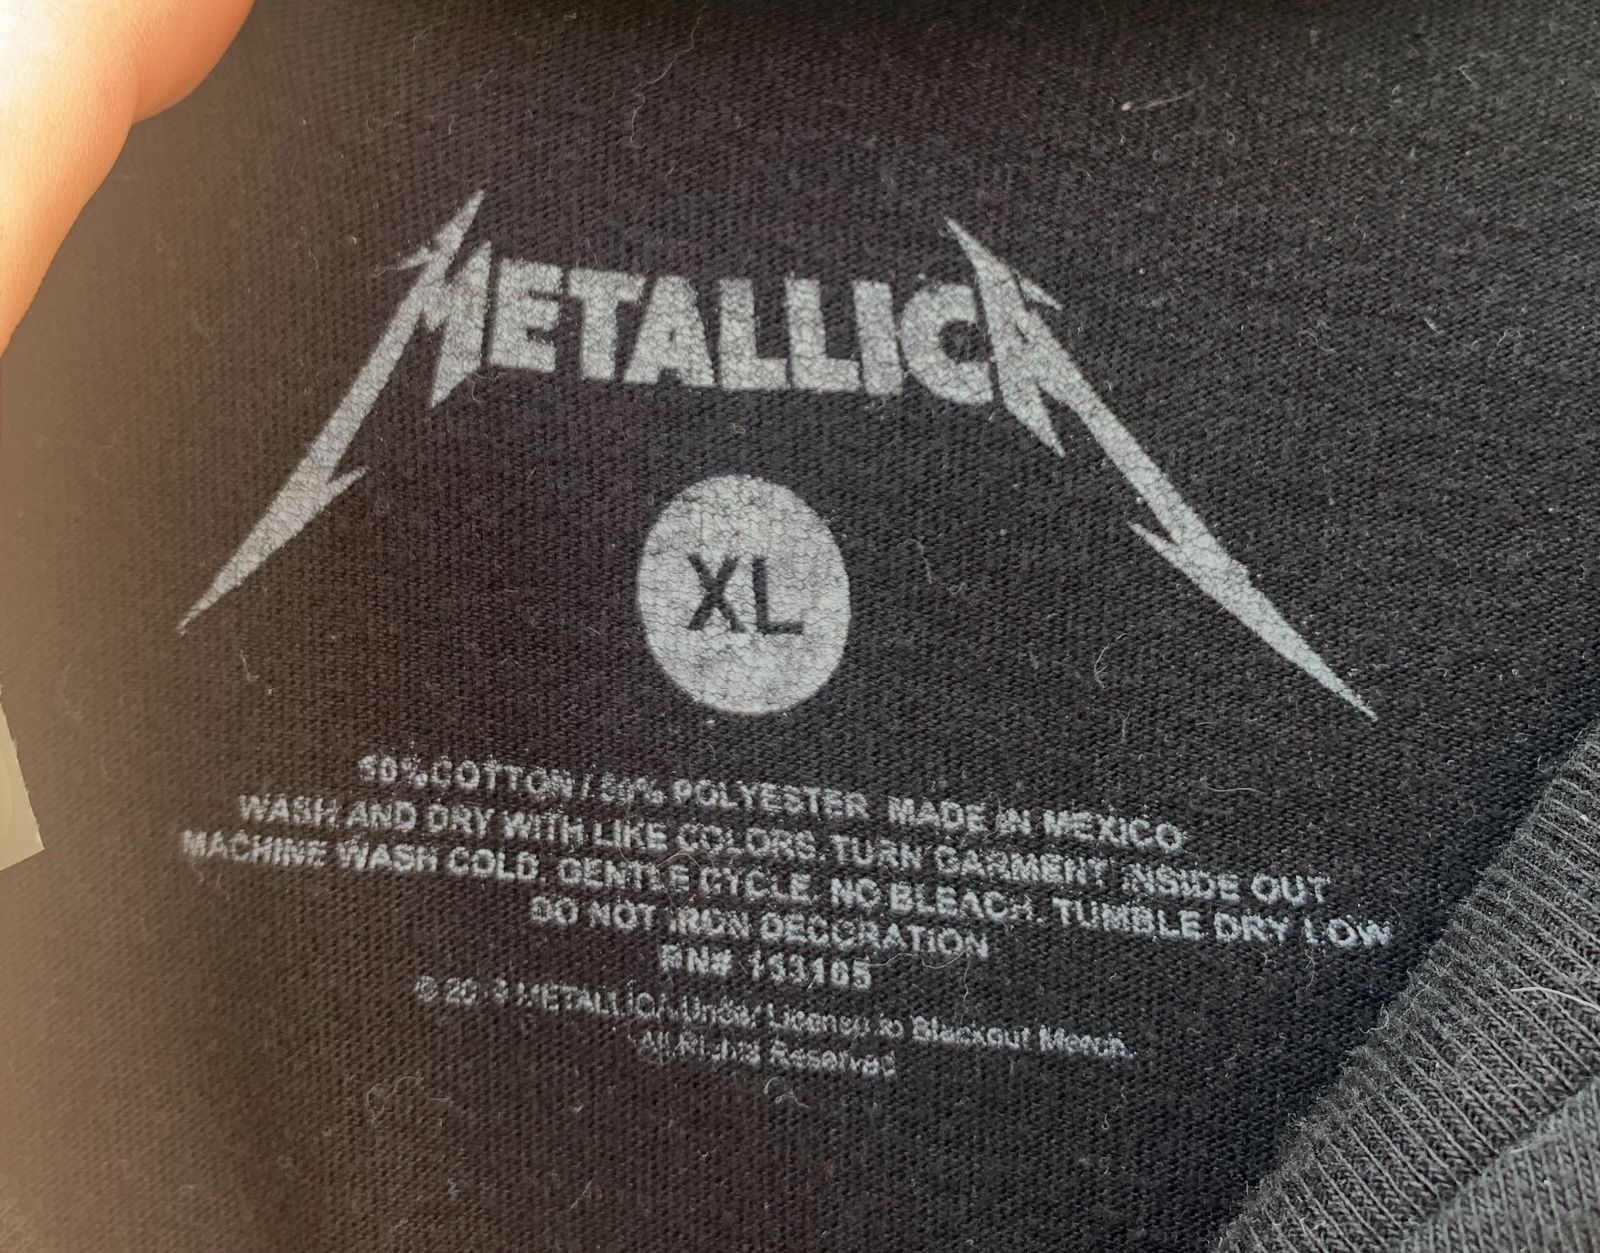 METALLICA
XL
COTTON / 50% POLYESTER MADE IN MEXICO
WASH AND DRY WITH LIKE COLORS. TURN GARMENT INSIDE OUT
MACHINE WASH COLD, GENTLE CYCLE. NO BLEACH. TUMBLE DRY LOW
DO NOT IRON DECORATION
RN#
© METALLICA Under License to Blackout Merch.
All Rights Reserved